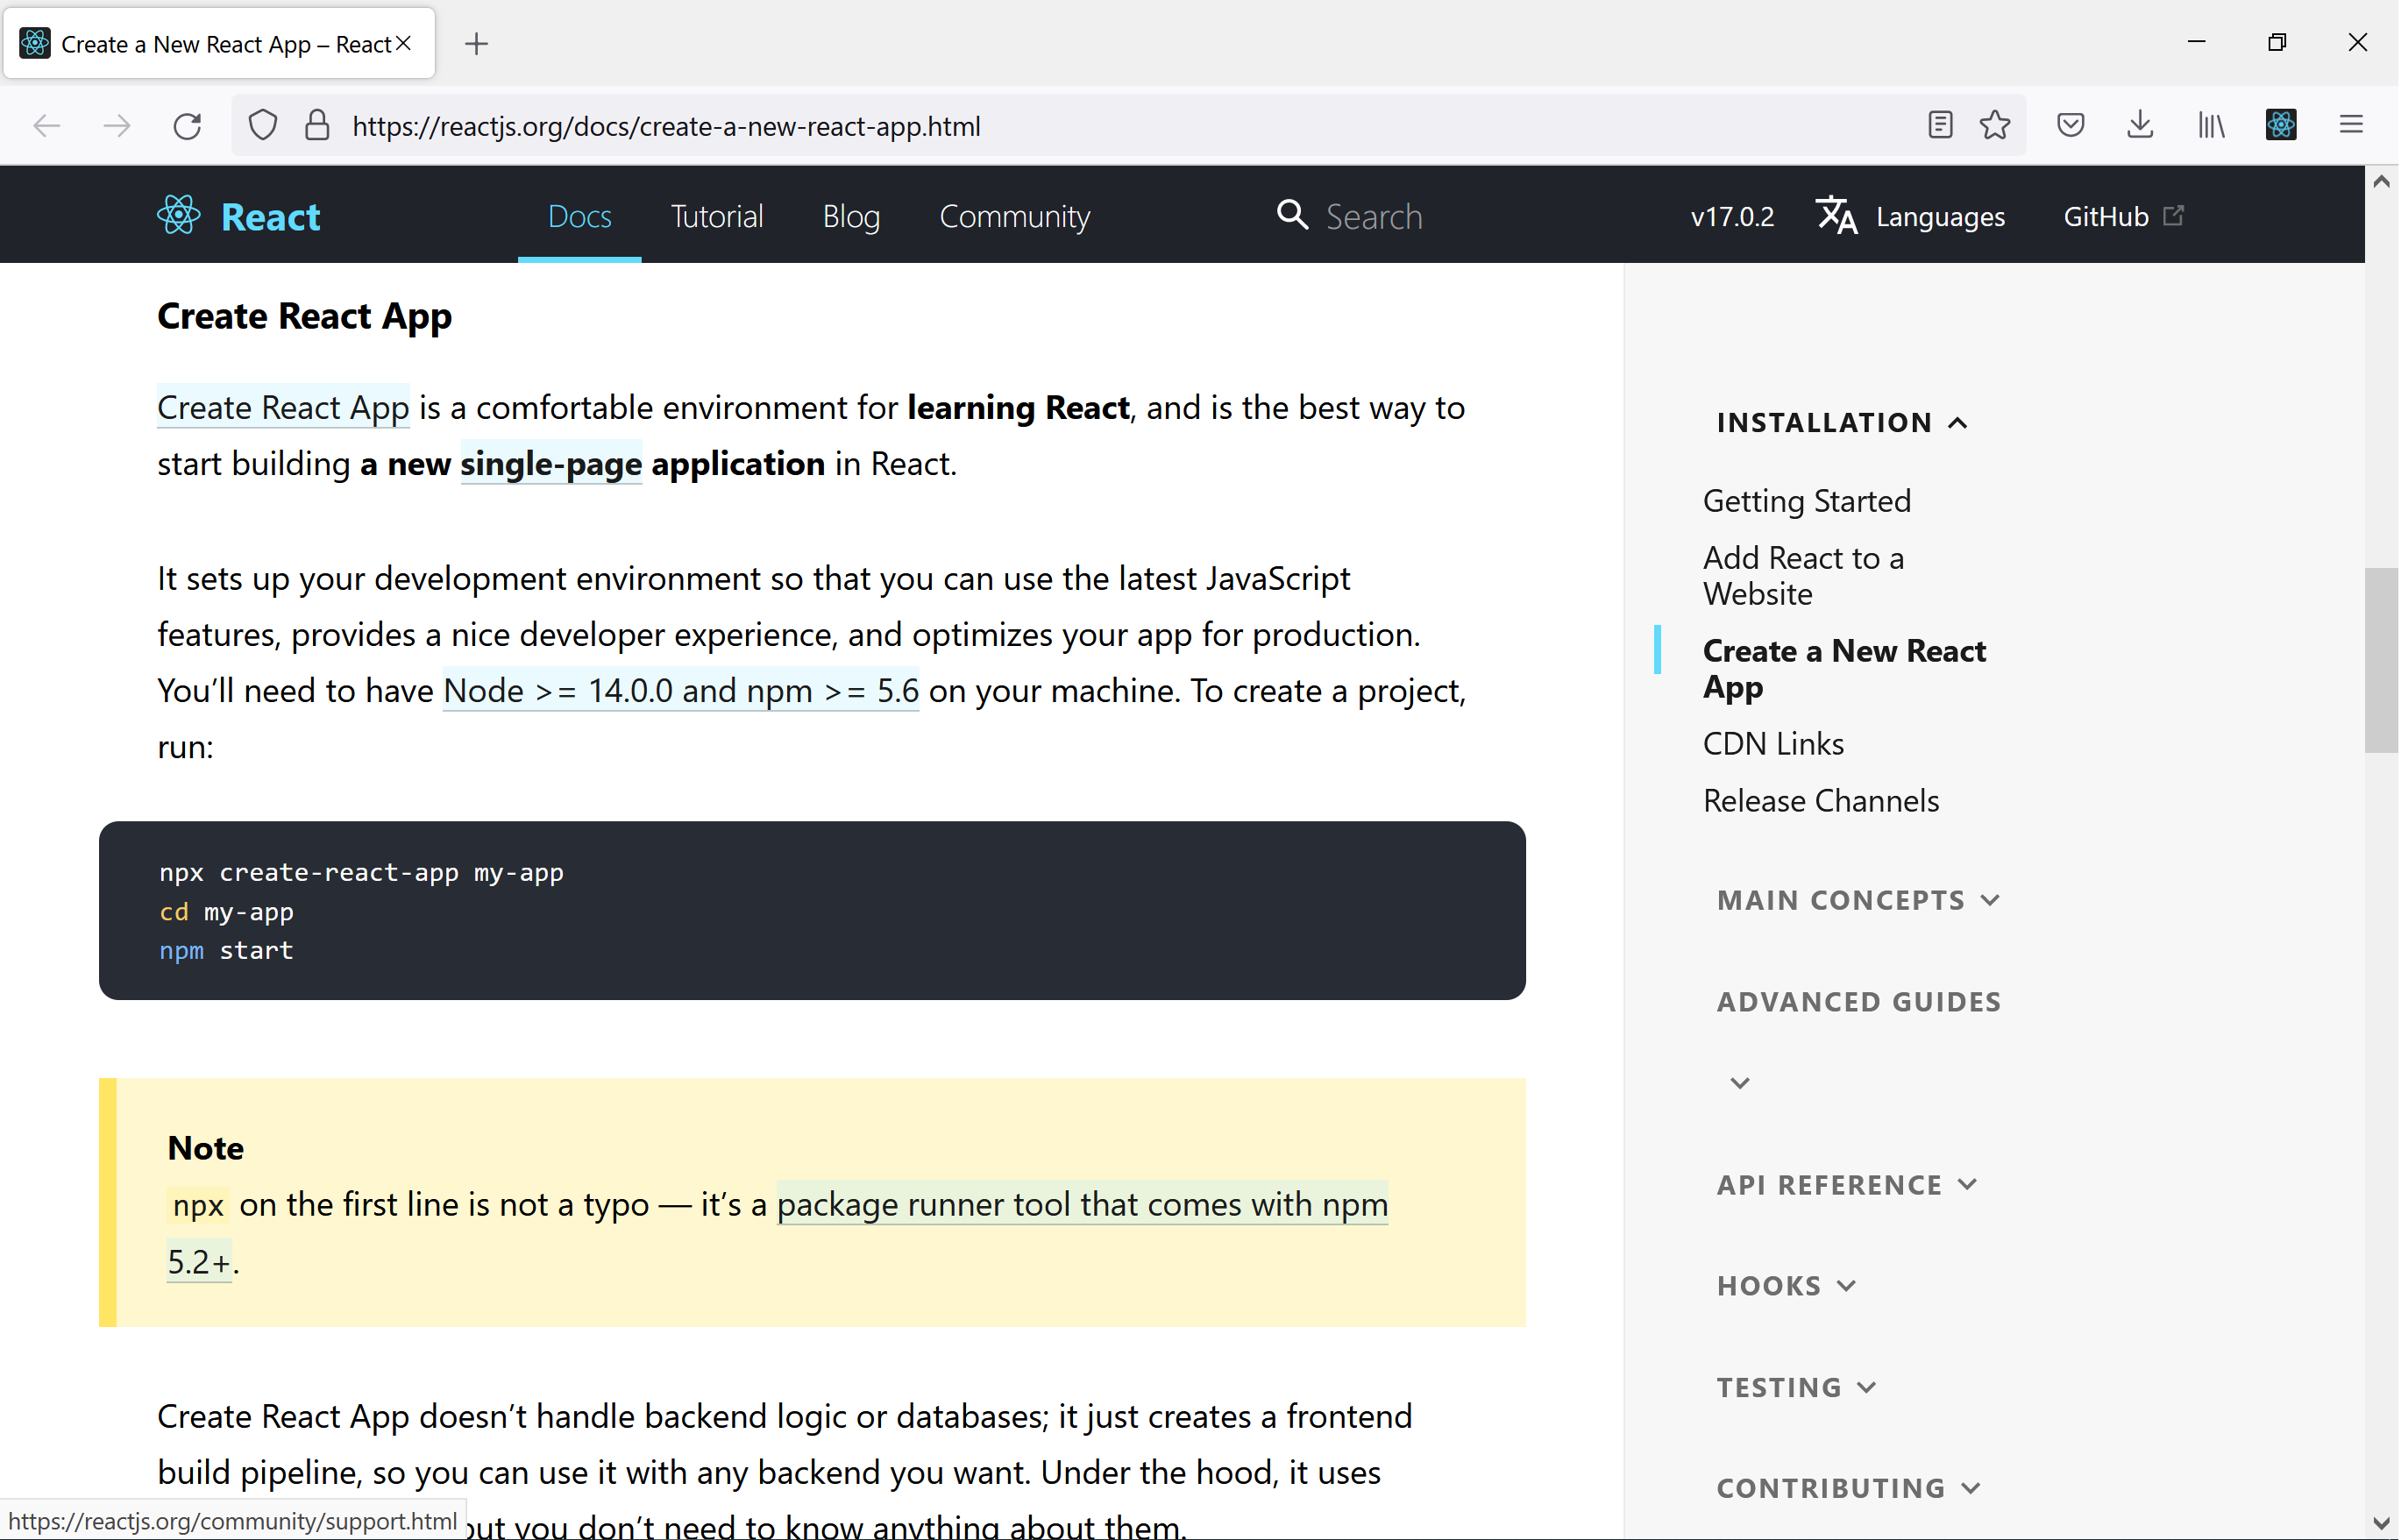 Create a New React App – React
https://reactjs.org/docs/create-a-new-react-app.html
React
Docs
Tutorial
Blog
Community
Search
v17.0.2
Languages
GitHub
Create React App
Create React App is a comfortable environment for learning React, and is the best way to
start building a new single-page application in React.
It sets up your development environment so that you can use the latest JavaScript
features, provides a nice developer experience, and optimizes your app for production.
You’ll need to have Node >= 14.0.0 and npm >= 5.6 on your machine. To create a project,
run:
npx create-react-app my-app
cd my-app
npm start
Note
npx on the first line is not a typo — it’s a package runner tool that comes with npm
5.2+.
Create React App doesn’t handle backend logic or databases; it just creates a frontend
build pipeline, so you can use it with any backend you want. Under the hood, it uses
but you don’t need to know anything about them.
https://reactjs.org/community/support.html
INSTALLATION
Getting Started
Add React to a
Website
Create a New React
App
CDN Links
Release Channels
MAIN CONCEPTS
ADVANCED GUIDES
API REFERENCE
HOOKS
TESTING
CONTRIBUTING